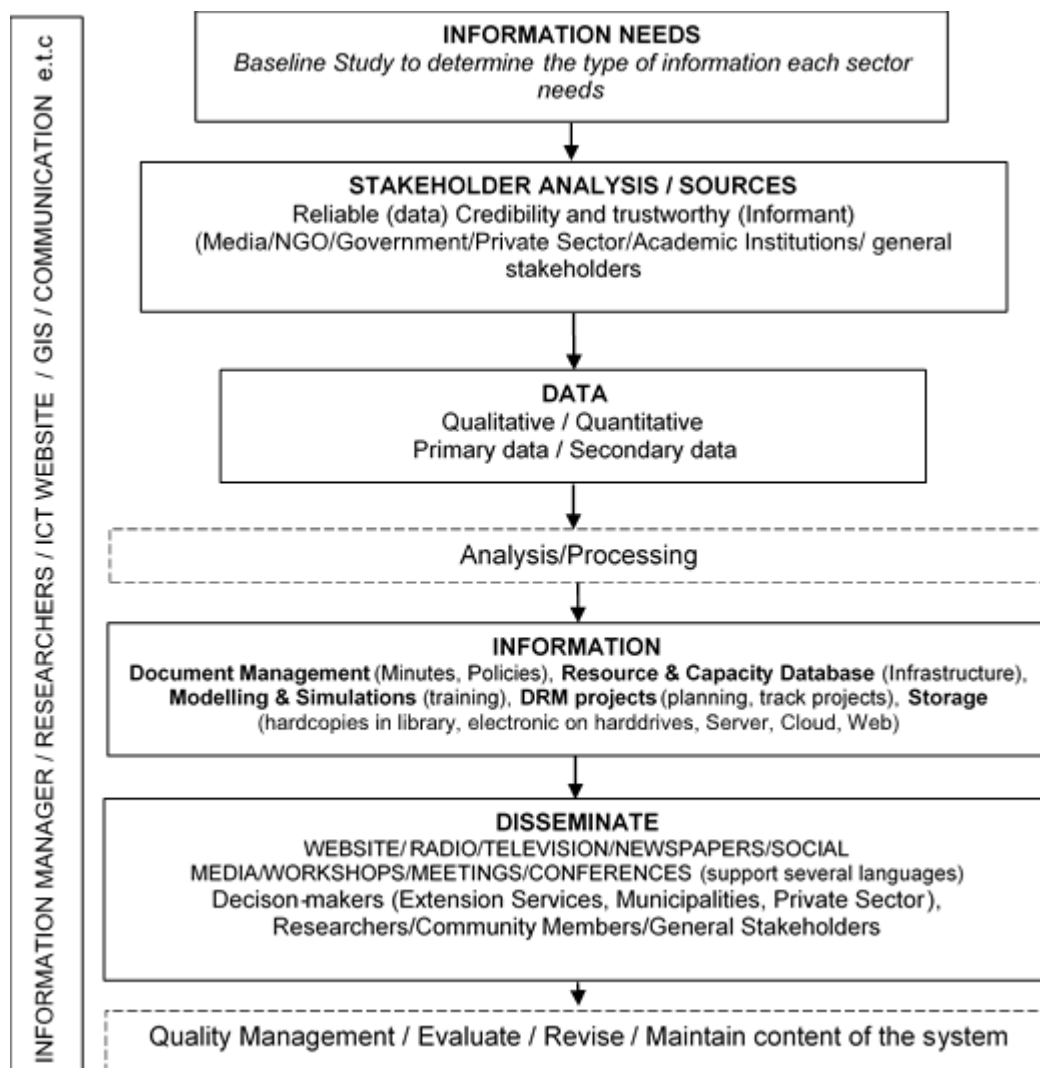 INFORMATION MANAGER / RESEARCHERS / ICT WEBSITE / GIS / COMMUNICATION e.t.c
INFORMATION NEEDS
Baseline Study to determine the type of information each sector
needs
STAKEHOLDER ANALYSIS / SOURCES
Reliable (data) Credibility and trustworthy (Informant)
(Media/NGO/Government/Private Sector/Academic Institutions/ general
stakeholders
DATA
Qualitative / Quantitative
Primary data / Secondary data
Analysis/Processing
INFORMATION
Document Management (Minutes, Policies), Resource & Capacity Database (Infrastructure),
Modelling & Simulations (training), DRM projects (planning, track projects), Storage
(hardcopies in library, electronic on harddrives, Server, Cloud, Web)
DISSEMINATE
WEBSITE/ RADIO/TELEVISION/NEWSPAPERS/SOCIAL
MEDIA/WORKSHOPS/MEETINGS/CONFERENCES (support several languages)
Decison-makers (Extension Services, Municipalities, Private Sector),
Researchers/Community Members/General Stakeholders
Quality Management / Evaluate / Revise / Maintain content of the system